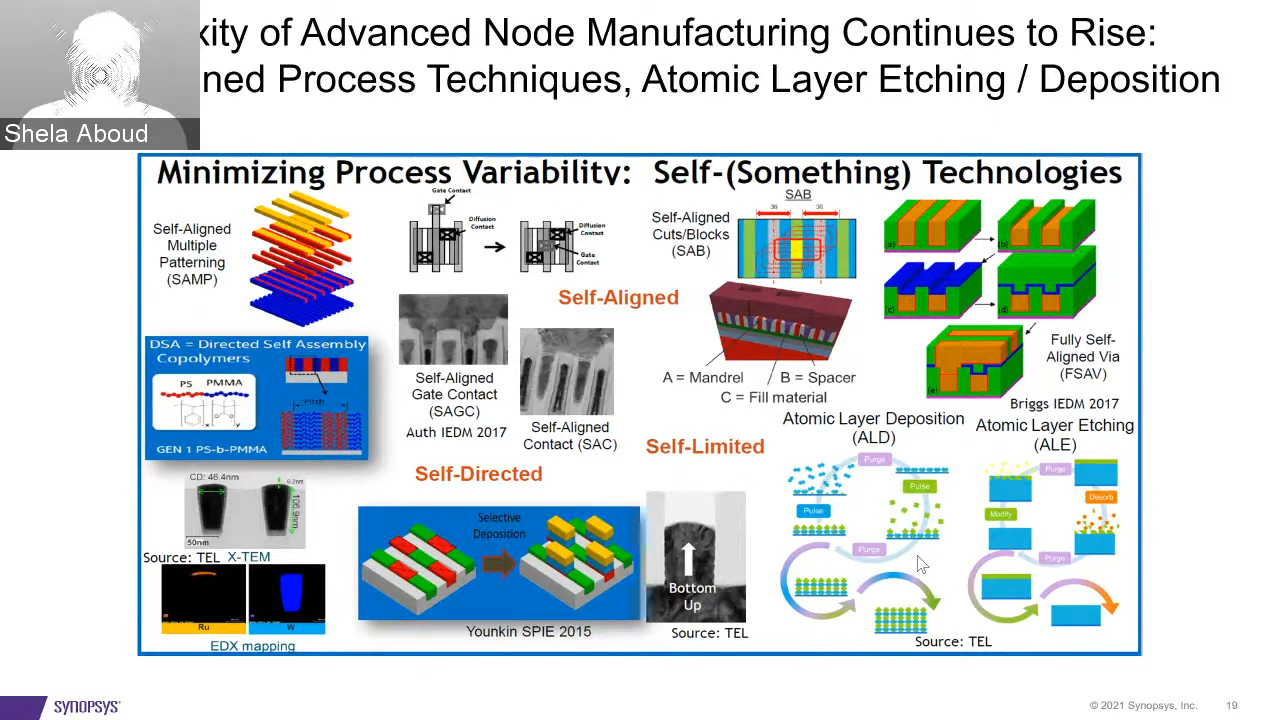 xity of Advanced Node Manufacturing Continues to Rise:
ned Process Techniques, Atomic Layer Etching / Deposition
Shela Aboud
Minimizing Process Variability: Self-(Something) Technologies
Self-Aligned
Multiple
Patterning
(SAMP)
Gate Contact
Diffusion
Contact
Diffusion
Contact
Gate
Contact
Self-Aligned
Cuts/Blocks
(SAB)
SAB
36
36
(a)
(b)
(c)
(d)
(e)
Self-Aligned
DSA = Directed Self Assembly
Copolymers
PS
PMMA
GEN 1 PS-b-PMMA
Self-Aligned
Gate Contact
(SAGC)
Auth IEDM 2017
Self-Aligned
Contact (SAC)
A = Mandrel
B = Spacer
C = Fill material
Fully Self-
Aligned Via
(FSAV)
Briggs IEDM 2017
Self-Limited
Self-Directed
Atomic Layer Deposition
(ALD)
Purge
Pulse
Pulse
Purge
Atomic Layer Etching
(ALE)
Purge
Desorb
Modify
Purge
Source: TEL
CD: 46.4nm
106.9nm
50nm
Source: TEL X-TEM
Ru
W
EDX mapping
Selective
Deposition
Younkin SPIE 2015
Bottom
Up
Source: TEL
SYNOPSYS
© 2021 Synopsys, Inc.
19